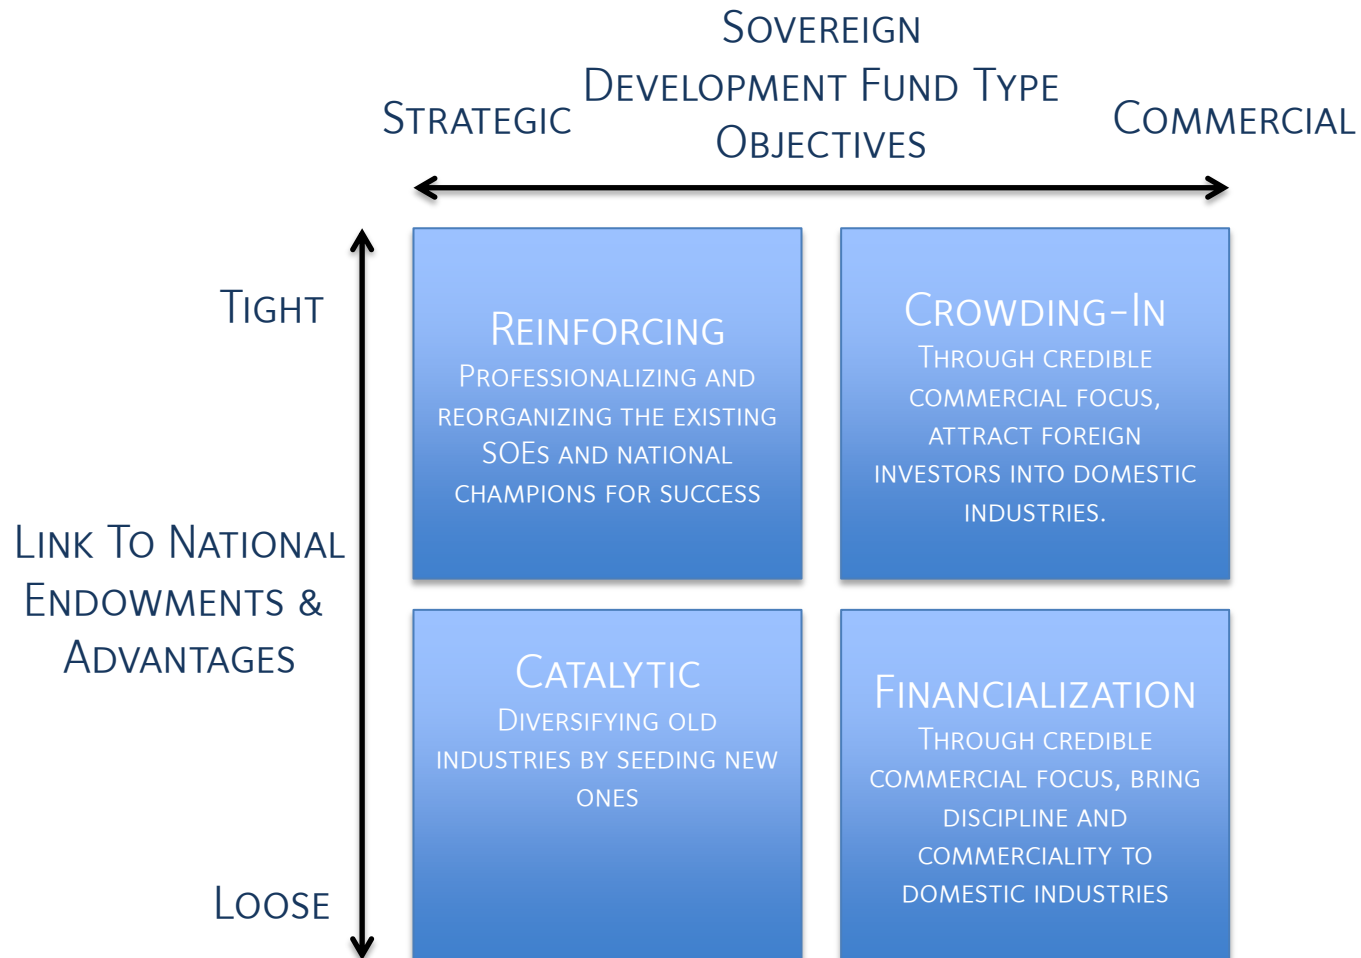 Sovereign
Development Fund Type
Objectives
Strategic
Commercial
Tight
Link To National
Endowments &
Advantages
Loose
Reinforcing
Professionalizing and
reorganizing the existing
SOEs and national
champions for success
Crowding-In
Through credible
commercial focus,
attract foreign
investors into domestic
industries.
Catalytic
Diversifying old
industries by seeding new
ones
Financialization
Through credible
commercial focus, bring
discipline and
commerciality to
domestic industries